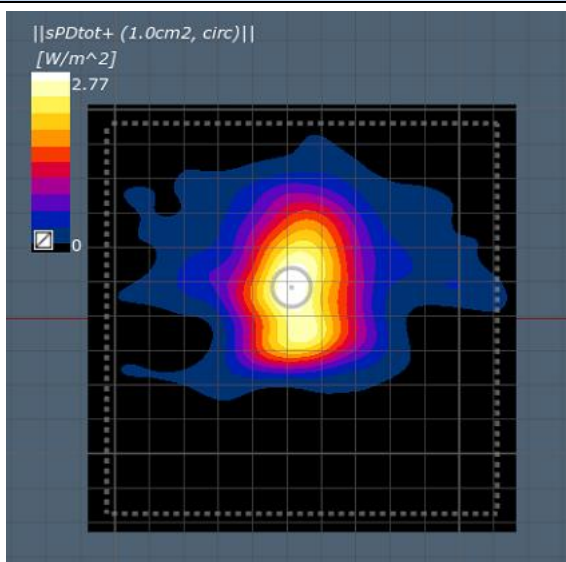 ||sPDtot+ (1.0cm2, circ)||
[W/m^2]
2.77
0